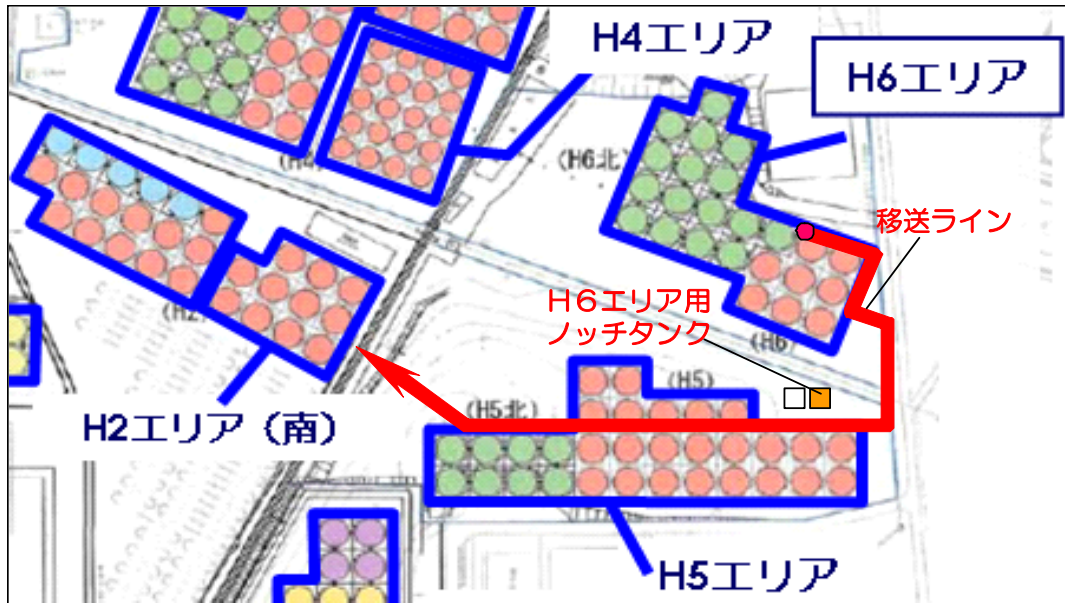 H4エリア
H6エリア
(H4)
(H6北)
移送ライン
H6エリア用
ノッチタンク
(H2)
(H6)
(H5)
(H5北)
H2エリア（南）
H5エリア